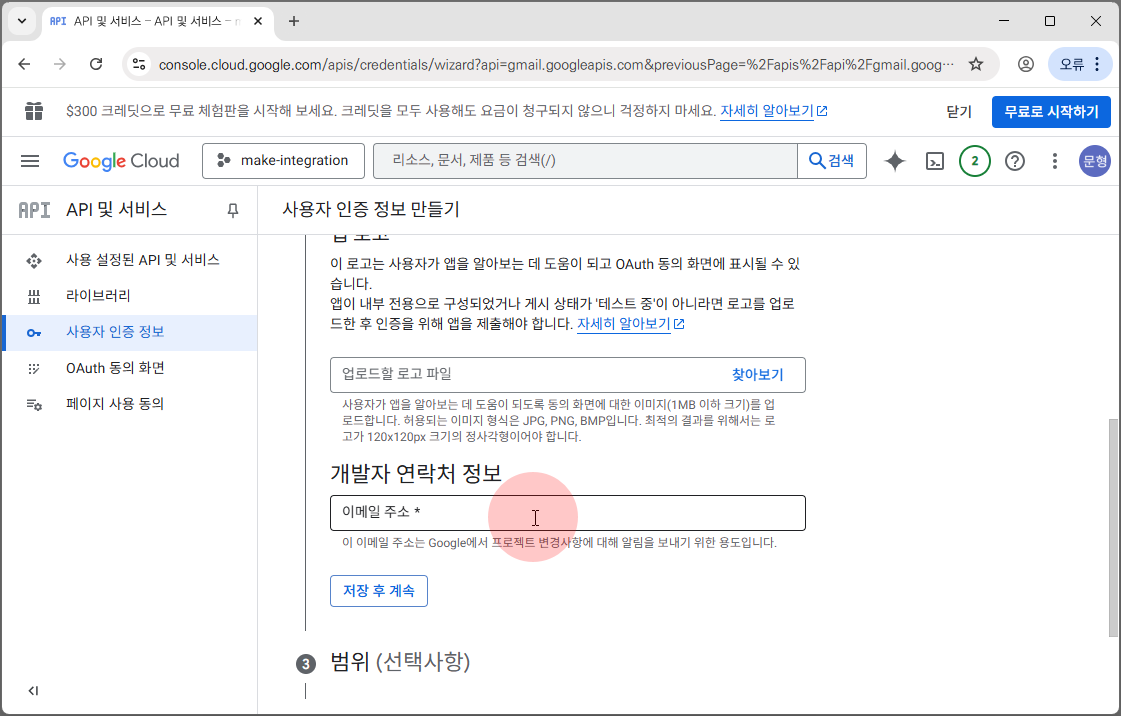 API API 및 서비스 – API 및 서비스 –
console.cloud.google.com/apis/credentials/wizard?api=gmail.googleapis.com&previousPage=%2Fapis%2Fapi%2Fgmail.goog···
오류
$300 크레딧으로 무료 체험판을 시작해 보세요. 크레딧을 모두 사용해도 요금이 청구되지 않으니 걱정하지 마세요. 자세히 알아보기
닫기
무료로 시작하기
Google Cloud
make-integration
리소스, 문서, 제품 등 검색(/)
검색
2
문형
API API 및 서비스
사용 설정된 API 및 서비스
라이브러리
사용자 인증 정보
OAuth 동의 화면
페이지 사용 동의
사용자 인증 정보 만들기
앱 로고
이 로고는 사용자가 앱을 알아보는 데 도움이 되고 OAuth 동의 화면에 표시될 수 있
습니다.
앱이 내부 전용으로 구성되었거나 게시 상태가 '테스트 중'이 아니라면 로고를 업로
드한 후 인증을 위해 앱을 제출해야 합니다. 자세히 알아보기
업로드할 로고 파일
찾아보기
사용자가 앱을 알아보는 데 도움이 되도록 동의 화면에 대한 이미지(1MB 이하 크기)를 업
로드합니다. 허용되는 이미지 형식은 JPG, PNG, BMP입니다. 최적의 결과를 위해서는 로
고가 120x120px 크기의 정사각형이어야 합니다.
개발자 연락처 정보
이메일 주소 *
이 이메일 주소는 Google에서 프로젝트 변경사항에 대해 알림을 보내기 위한 용도입니다.
저장 후 계속
3 범위 (선택사항)